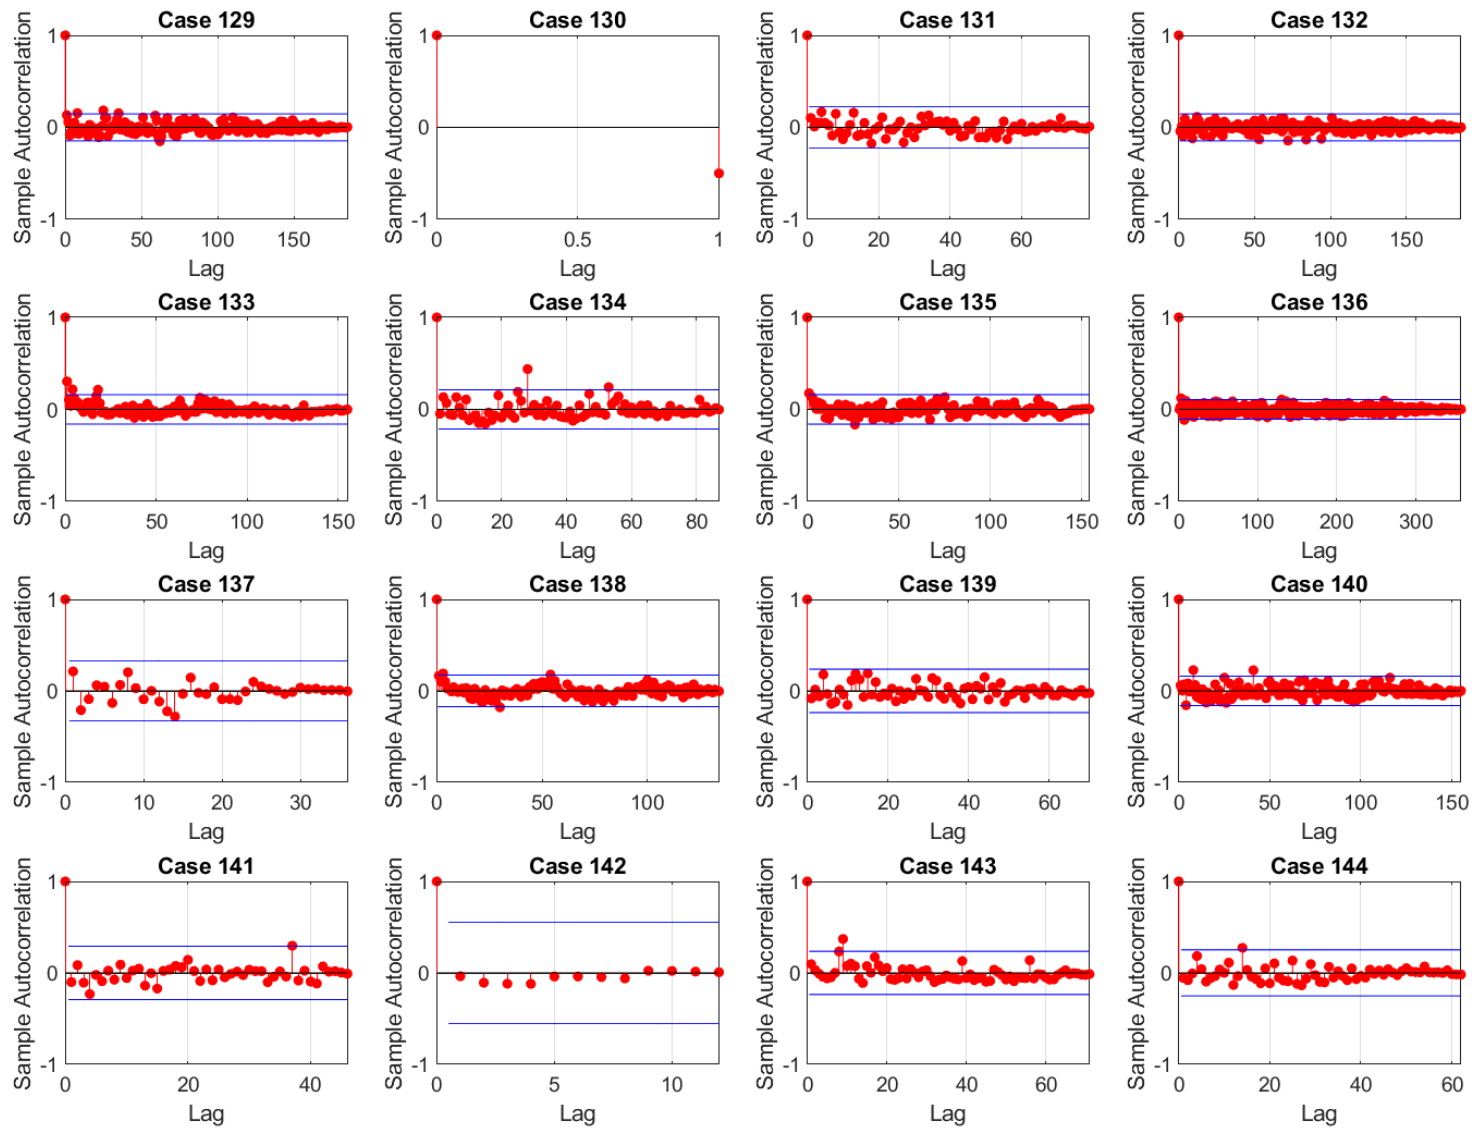 Case 129
Sample Autocorrelation
1
0
-1
0 50 100 150
Lag
Case 130
Sample Autocorrelation
1
0
-1
0 0.5 1
Lag
Case 131
Sample Autocorrelation
1
0
-1
0 20 40 60
Lag
Case 132
Sample Autocorrelation
1
0
-1
0 50 100 150
Lag
Case 133
Sample Autocorrelation
1
0
-1
0 50 100 150
Lag
Case 134
Sample Autocorrelation
1
0
-1
0 20 40 60 80
Lag
Case 135
Sample Autocorrelation
1
0
-1
0 50 100 150
Lag
Case 136
Sample Autocorrelation
1
0
-1
0 100 200 300
Lag
Case 137
Sample Autocorrelation
1
0
-1
0 10 20 30
Lag
Case 138
Sample Autocorrelation
1
0
-1
0 50 100
Lag
Case 139
Sample Autocorrelation
1
0
-1
0 20 40 60
Lag
Case 140
Sample Autocorrelation
1
0
-1
0 50 100 150
Lag
Case 141
Sample Autocorrelation
1
0
-1
0 20 40
Lag
Case 142
Sample Autocorrelation
1
0
-1
0 5 10
Lag
Case 143
Sample Autocorrelation
1
0
-1
0 20 40 60
Lag
Case 144
Sample Autocorrelation
1
0
-1
0 20 40 60
Lag